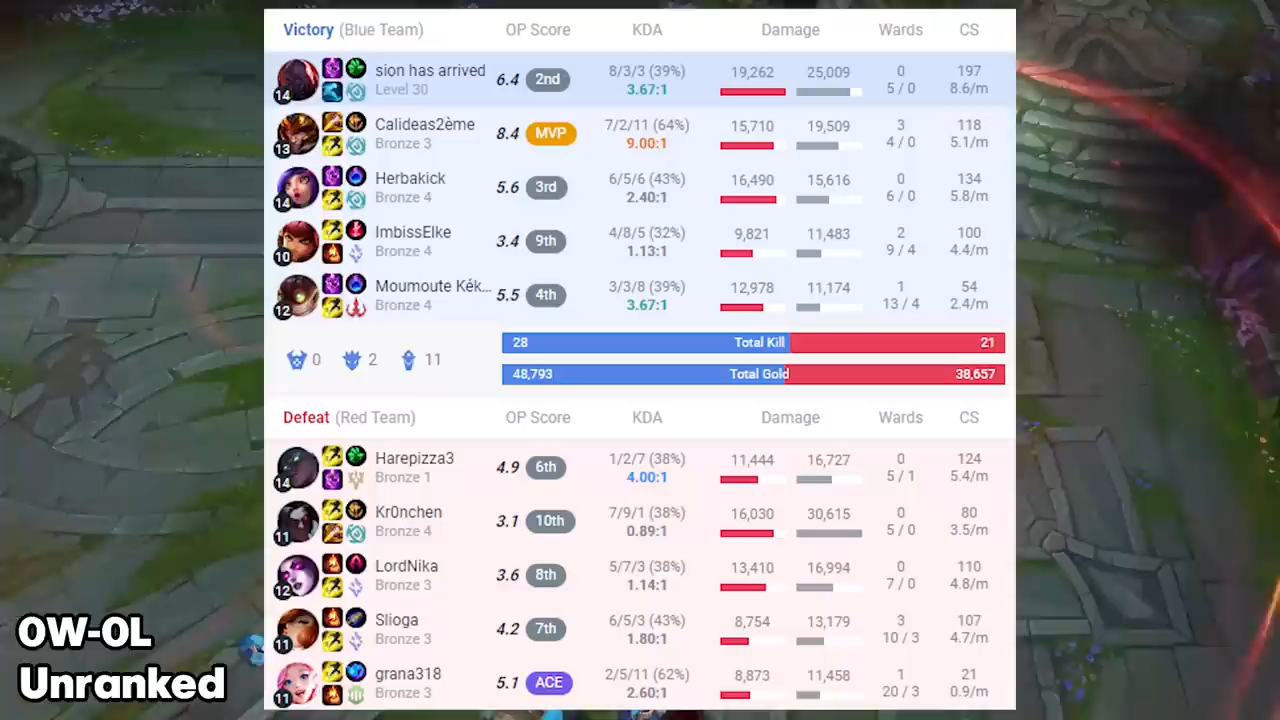 Victory (Blue Team) OP Score KDA Damage Wards CS
14 sion has arrived Level 30 6.4 2nd 8/3/3 (39%) 3.67:1 19,262 25,009 0 5 / 0 197 8.6/m
13 Calideas2ème Bronze 3 8.4 MVP 7/2/11 (64%) 9.00:1 15,710 19,509 3 4 / 0 118 5.1/m
14 Herbakick Bronze 4 5.6 3rd 6/5/6 (43%) 2.40:1 16,490 15,616 0 6 / 0 134 5.8/m
10 ImbissElke Bronze 4 3.4 9th 4/8/5 (32%) 1.13:1 9,821 11,483 2 9 / 4 100 4.4/m
12 Moumoute Kék... Bronze 4 5.5 4th 3/3/8 (39%) 3.67:1 12,978 11,174 1 13 / 4 54 2.4/m
0 2 11
28 Total Kill 21
48,793 Total Gold 38,657
Defeat (Red Team) OP Score KDA Damage Wards CS
14 Harepizza3 Bronze 1 4.9 6th 1/2/7 (38%) 4.00:1 11,444 16,727 0 5 / 1 124 5.4/m
11 Kr0nchen Bronze 4 3.1 10th 7/9/1 (38%) 0.89:1 16,030 30,615 0 5 / 0 80 3.5/m
12 LordNika Bronze 3 3.6 8th 5/7/3 (38%) 1.14:1 13,410 16,994 0 7 / 0 110 4.8/m
11 Slioga Bronze 3 4.2 7th 6/5/3 (43%) 1.80:1 8,754 13,179 3 10 / 3 107 4.7/m
11 grana318 Bronze 3 5.1 ACE 2/5/11 (62%) 2.60:1 8,873 11,458 1 20 / 3 21 0.9/m
0W-0L
Unranked